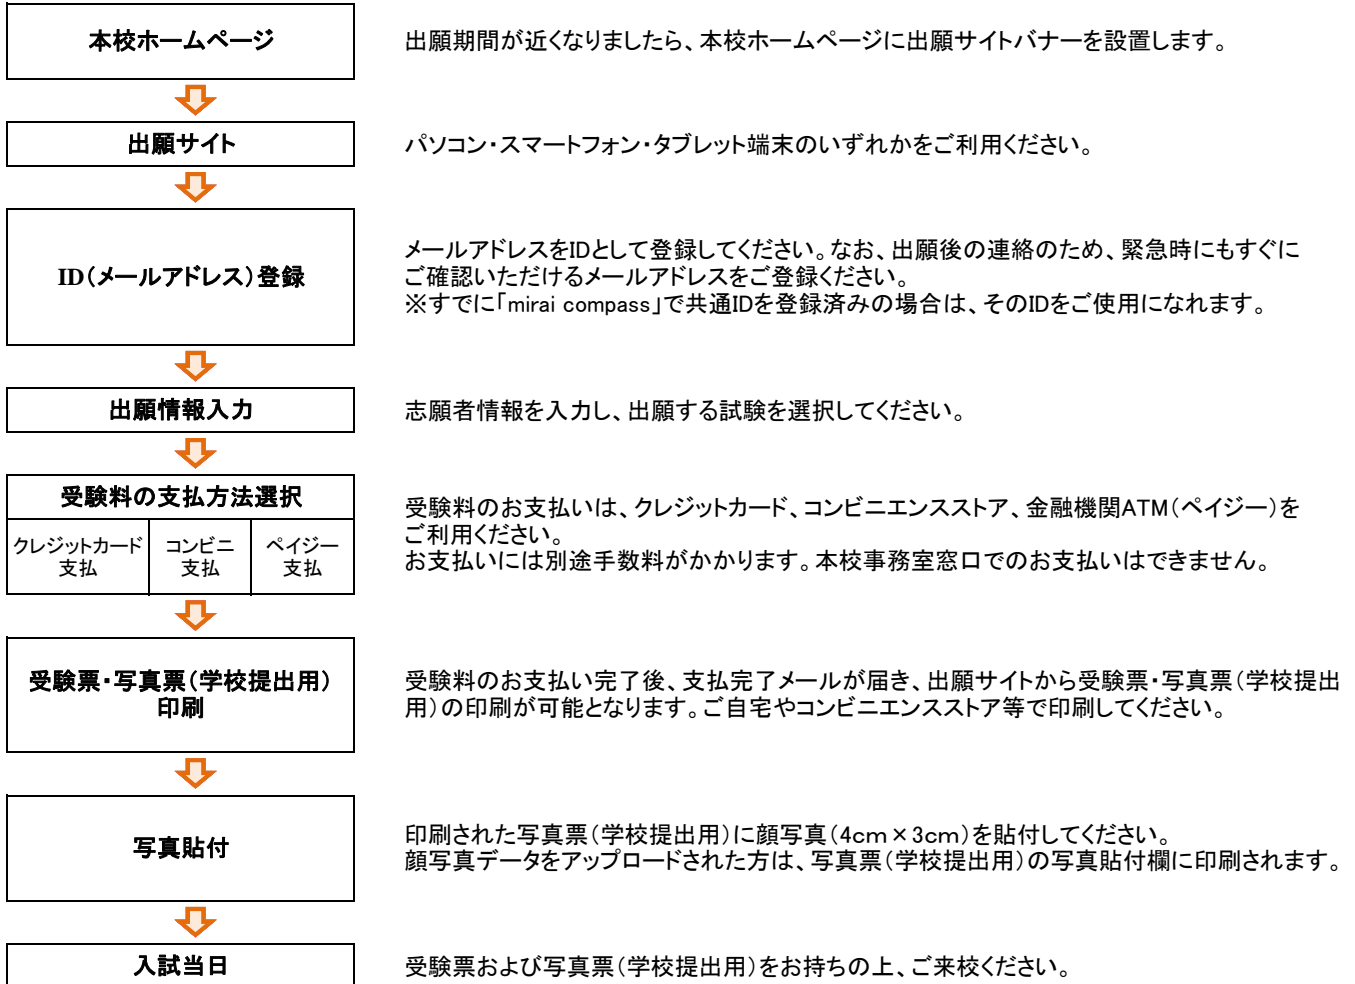 本校ホームページ
出願期間が近くなりましたら、本校ホームページに出願サイトバナーを設置します。
出願サイト
パソコン・スマートフォン・タブレット端末のいずれかをご利用ください。
ID（メールアドレス）登録
メールアドレスをIDとして登録してください。なお、出願後の連絡のため、緊急時にもすぐに
ご確認いただけるメールアドレスをご登録ください。
※すでに「mirai compass」で共通IDを登録済みの場合は、そのIDをご使用になれます。
出願情報入力
志願者情報を入力し、出願する試験を選択してください。
受験料の支払方法選択
クレジットカード
支払
コンビニ
支払
ペイジー
支払
受験料のお支払いは、クレジットカード、コンビニエンスストア、金融機関ATM（ペイジー）を
ご利用ください。
お支払いには別途手数料がかかります。本校事務室窓口でのお支払いはできません。
受験票・写真票（学校提出用）
印刷
受験料のお支払い完了後、支払完了メールが届き、出願サイトから受験票・写真票（学校提出
用）の印刷が可能となります。ご自宅やコンビニエンスストア等で印刷してください。
写真貼付
印刷された写真票（学校提出用）に顔写真（4cm×3cm）を貼付してください。
顔写真データをアップロードされた方は、写真票（学校提出用）の写真貼付欄に印刷されます。
入試当日
受験票および写真票（学校提出用）をお持ちの上、ご来校ください。